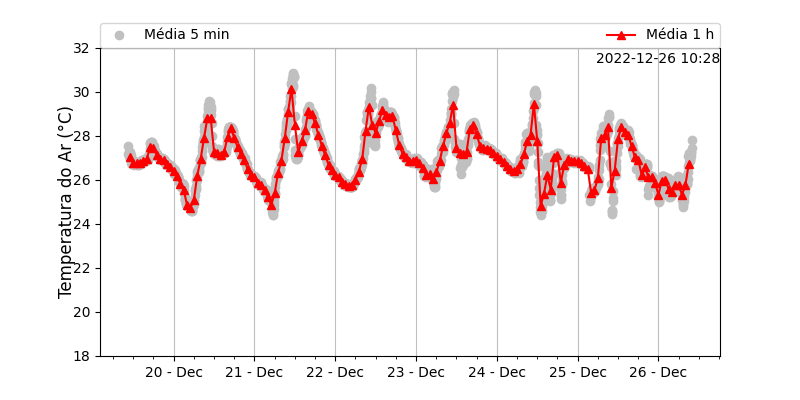 Média 5 min
Média 1 h
2022-12-26 10:28
Temperatura do Ar (°C)
32
30
28
26
24
22
20
18
20 - Dec
21 - Dec
22 - Dec
23 - Dec
24 - Dec
25 - Dec
26 - Dec